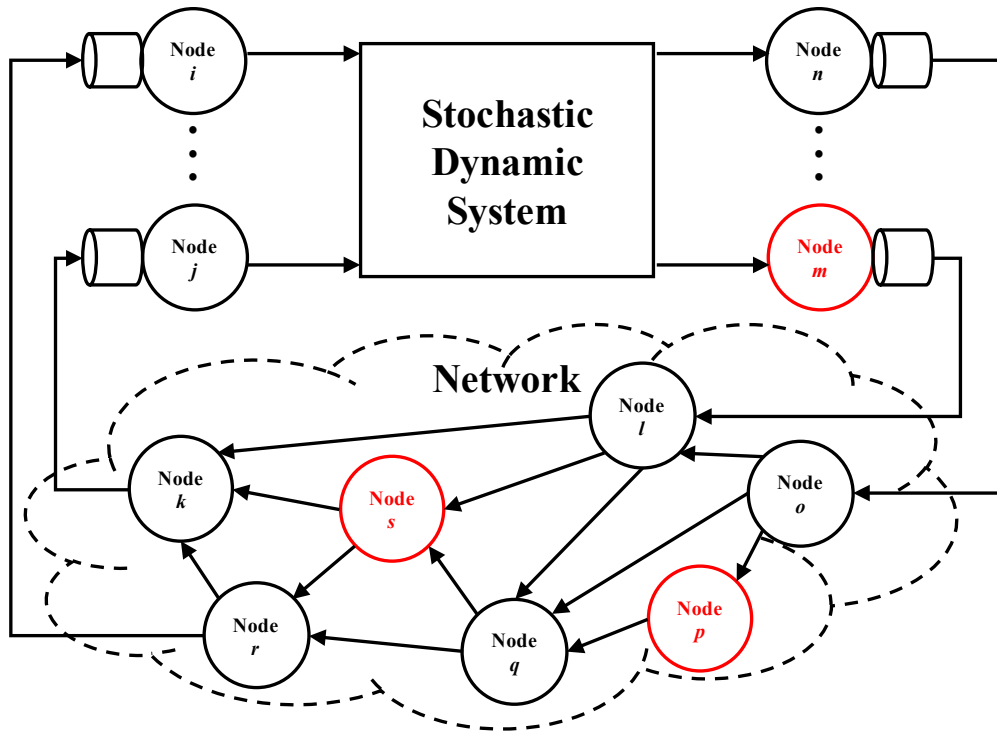 Node
i
Node
n
Stochastic
Dynamic
System
Node
j
Node
m
Network
Node
l
Node
k
Node
s
Node
o
Node
r
Node
q
Node
p